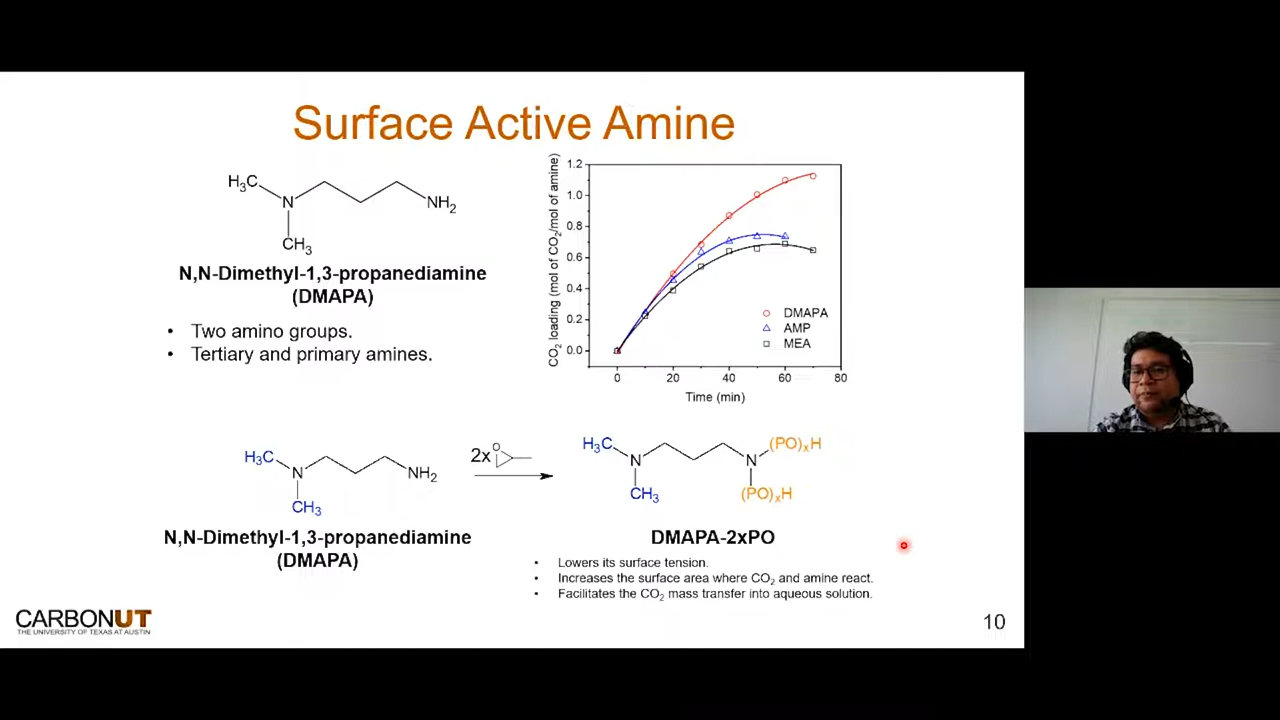 Surface Active Amine
H₃C
N
NH₂
CH₃
N,N-Dimethyl-1,3-propanediamine
(DMAPA)
• Two amino groups.
• Tertiary and primary amines.
CO₂ loading (mol of CO₂/mol of amine)
1.2
1.0
0.8
0.6
0.4
0.2
0.0
DMAPA
AMP
MEA
0 20 40 60 80
Time (min)
H₃C
N
NH₂
CH₃
N,N-Dimethyl-1,3-propanediamine
(DMAPA)
2x
O
H₃C
N
N
(PO)ₓH
CH₃
(PO)ₓH
DMAPA-2xPO
• Lowers its surface tension.
• Increases the surface area where CO₂ and amine react.
• Facilitates the CO₂ mass transfer into aqueous solution.
CARBONUT
THE UNIVERSITY OF TEXAS AT AUSTIN
10